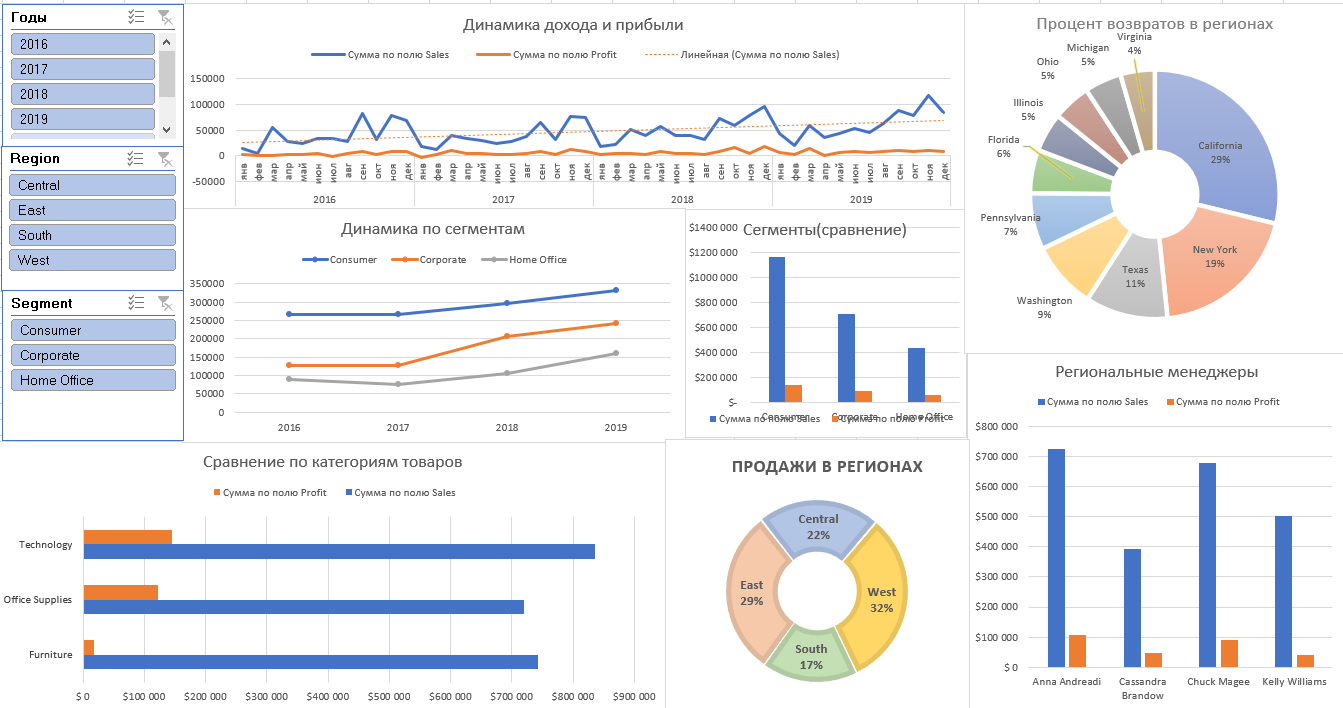 Годы
2016
2017
2018
2019
Region
Central
East
South
West
Segment
Consumer
Corporate
Home Office
Динамика дохода и прибыли
Сумма по полю Sales
Сумма по полю Profit
Линейная (Сумма по полю Sales)
150000
100000
50000
0
-50000
янв фев мар апр май июн июл авг сен окт ноя дек янв фев мар апр май июн июл авг сен окт ноя дек янв фев мар апр май июн июл авг сен окт ноя дек янв фев мар апр май июн июл авг сен окт ноя дек
2016 2017 2018 2019
Динамика по сегментам
Consumer Corporate Home Office
350000
300000
250000
200000
150000
100000
50000
0
2016 2017 2018 2019
Сегменты(сравнение)
$1400 000
$1200 000
$1000 000
$800 000
$600 000
$400 000
$200 000
$-
Consumer Corporate Home Office
Сумма по полю Sales Сумма по полю Profit
Процент возвратов в регионах
Virginia
4%
Michigan
5%
Ohio
5%
Illinois
5%
Florida
6%
Pennsylvania
7%
Washington
9%
Texas
11%
New York
19%
California
29%
Сравнение по категориям товаров
Сумма по полю Profit Сумма по полю Sales
Technology
Office Supplies
Furniture
$ 0 $100 000 $200 000 $300 000 $400 000 $500 000 $600 000 $700 000 $800 000 $900 000
ПРОДАЖИ В РЕГИОНАХ
Central
22%
East
29%
West
32%
South
17%
Региональные менеджеры
Сумма по полю Sales Сумма по полю Profit
$800 000
$700 000
$600 000
$500 000
$400 000
$300 000
$200 000
$100 000
$ 0
Anna Andreadi
Cassandra
Brandow
Chuck Magee
Kelly Williams